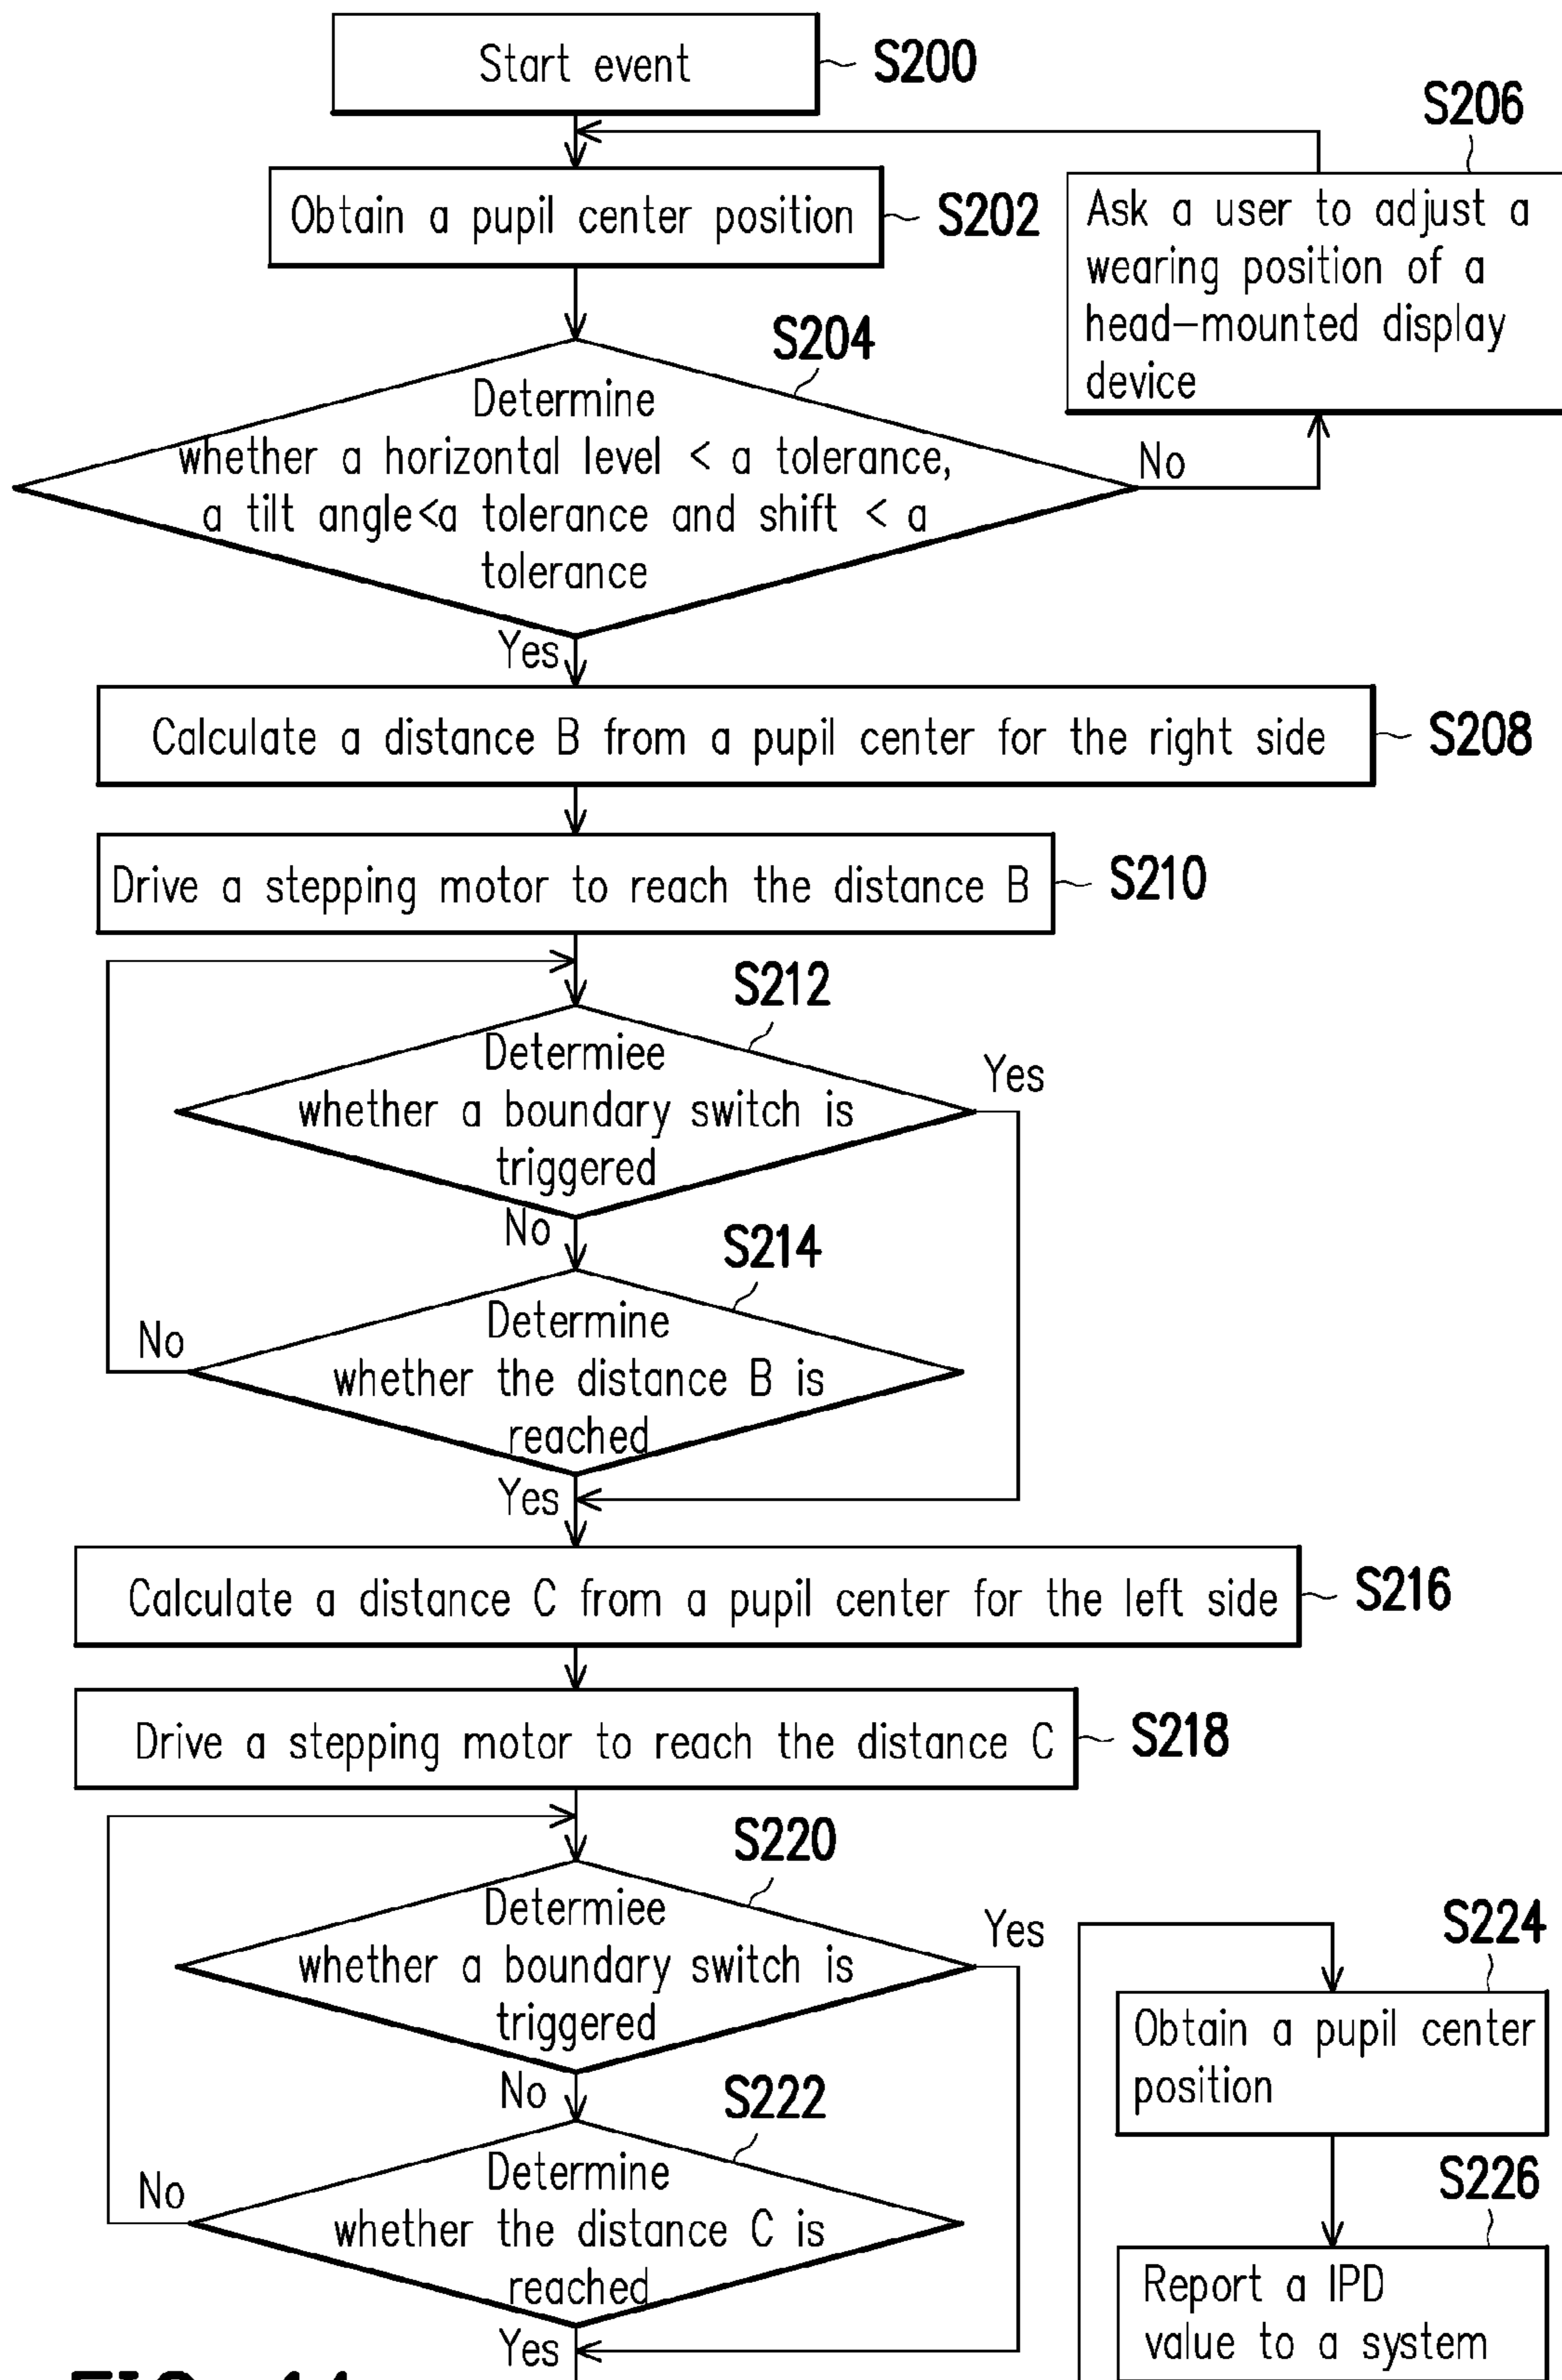 Start event
S200
S206
Obtain a pupil center position
S202
Ask a user to adjust a
wearing position of a
head-mounted display
device
S204
Determine
whether a horizontal level < a tolerance,
a tilt angle<a tolerance and shift < a
tolerance
No
Yes
Calculate a distance B from a pupil center for the right side
S208
Drive a stepping motor to reach the distance B
S210
S212
Determiee
whether a boundary switch is
triggered
Yes
No
S214
Determine
whether the distance B is
reached
No
Yes
Calculate a distance C from a pupil center for the left side
S216
Drive a stepping motor to reach the distance C
S218
S220
Determiee
whether a boundary switch is
triggered
Yes
No
S222
Determine
whether the distance C is
reached
No
Yes
S224
Obtain a pupil center
position
S226
Report a IPD
value to a system